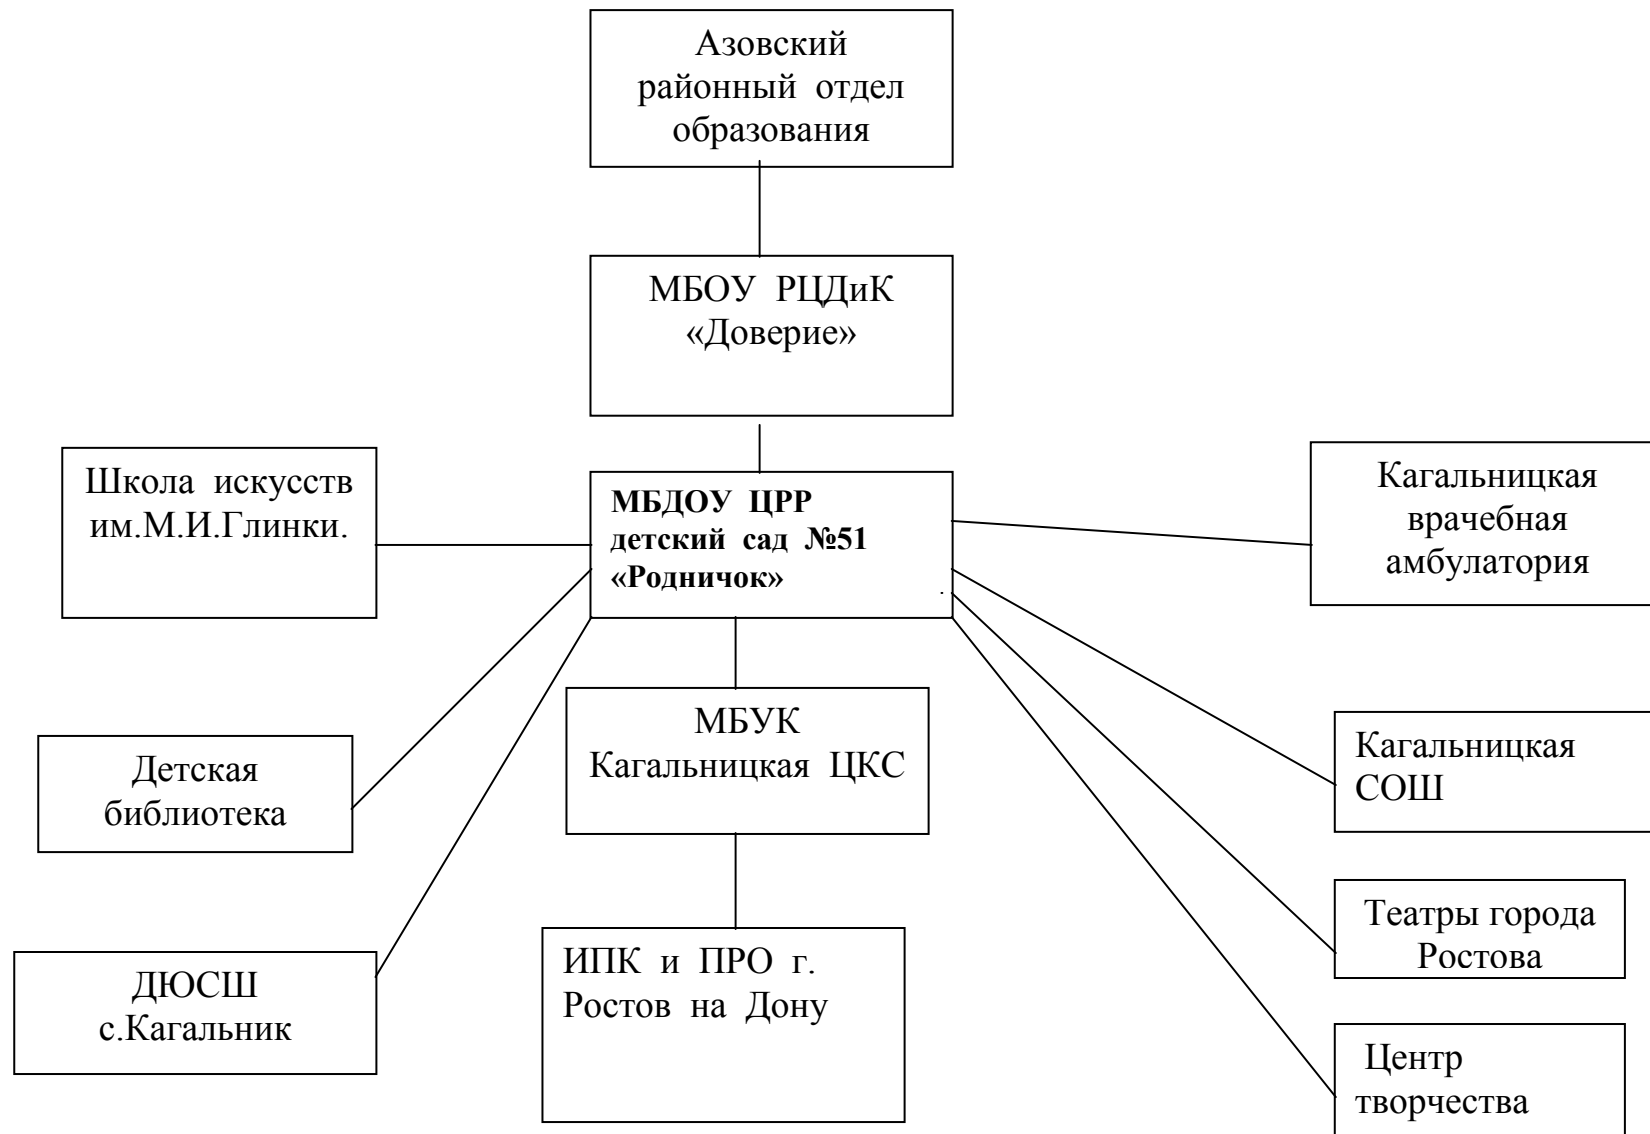 Азовский
районный отдел
образования
МБОУ РЦДиК
«Доверие»
Школа искусств
им.М.И.Глинки.
МБДОУ ЦРР
детский сад №51
«Родничок»
.
Кагальницкая
врачебная
амбулатория
МБУК
Кагальницкая ЦКС
Детская
библиотека
Кагальницкая
СОШ
Театры города
Ростова
ДЮСШ
с.Кагальник
ИПК и ПРО г.
Ростов на Дону
Центр
творчества